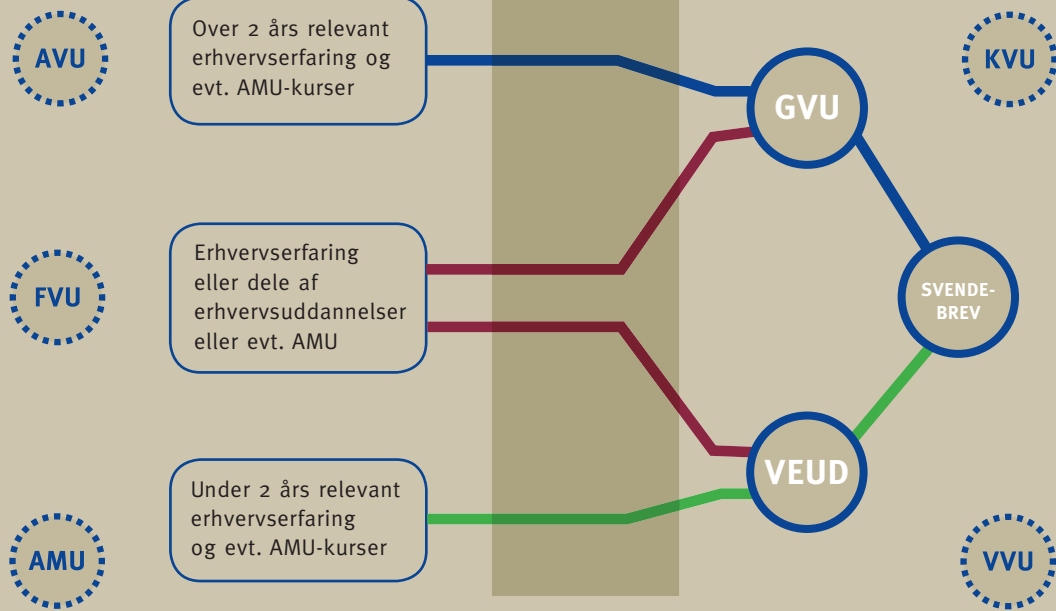 AVU
Over 2 års relevant
erhvervserfaring og
evt. AMU-kurser
GVU
KVU
FVU
Erhvervserfaring
eller dele af
erhvervsuddannelser
eller evt. AMU
SVENDE-
BREV
AMU
Under 2 års relevant
erhvervserfaring
og evt. AMU-kurser
VEUD
VVU